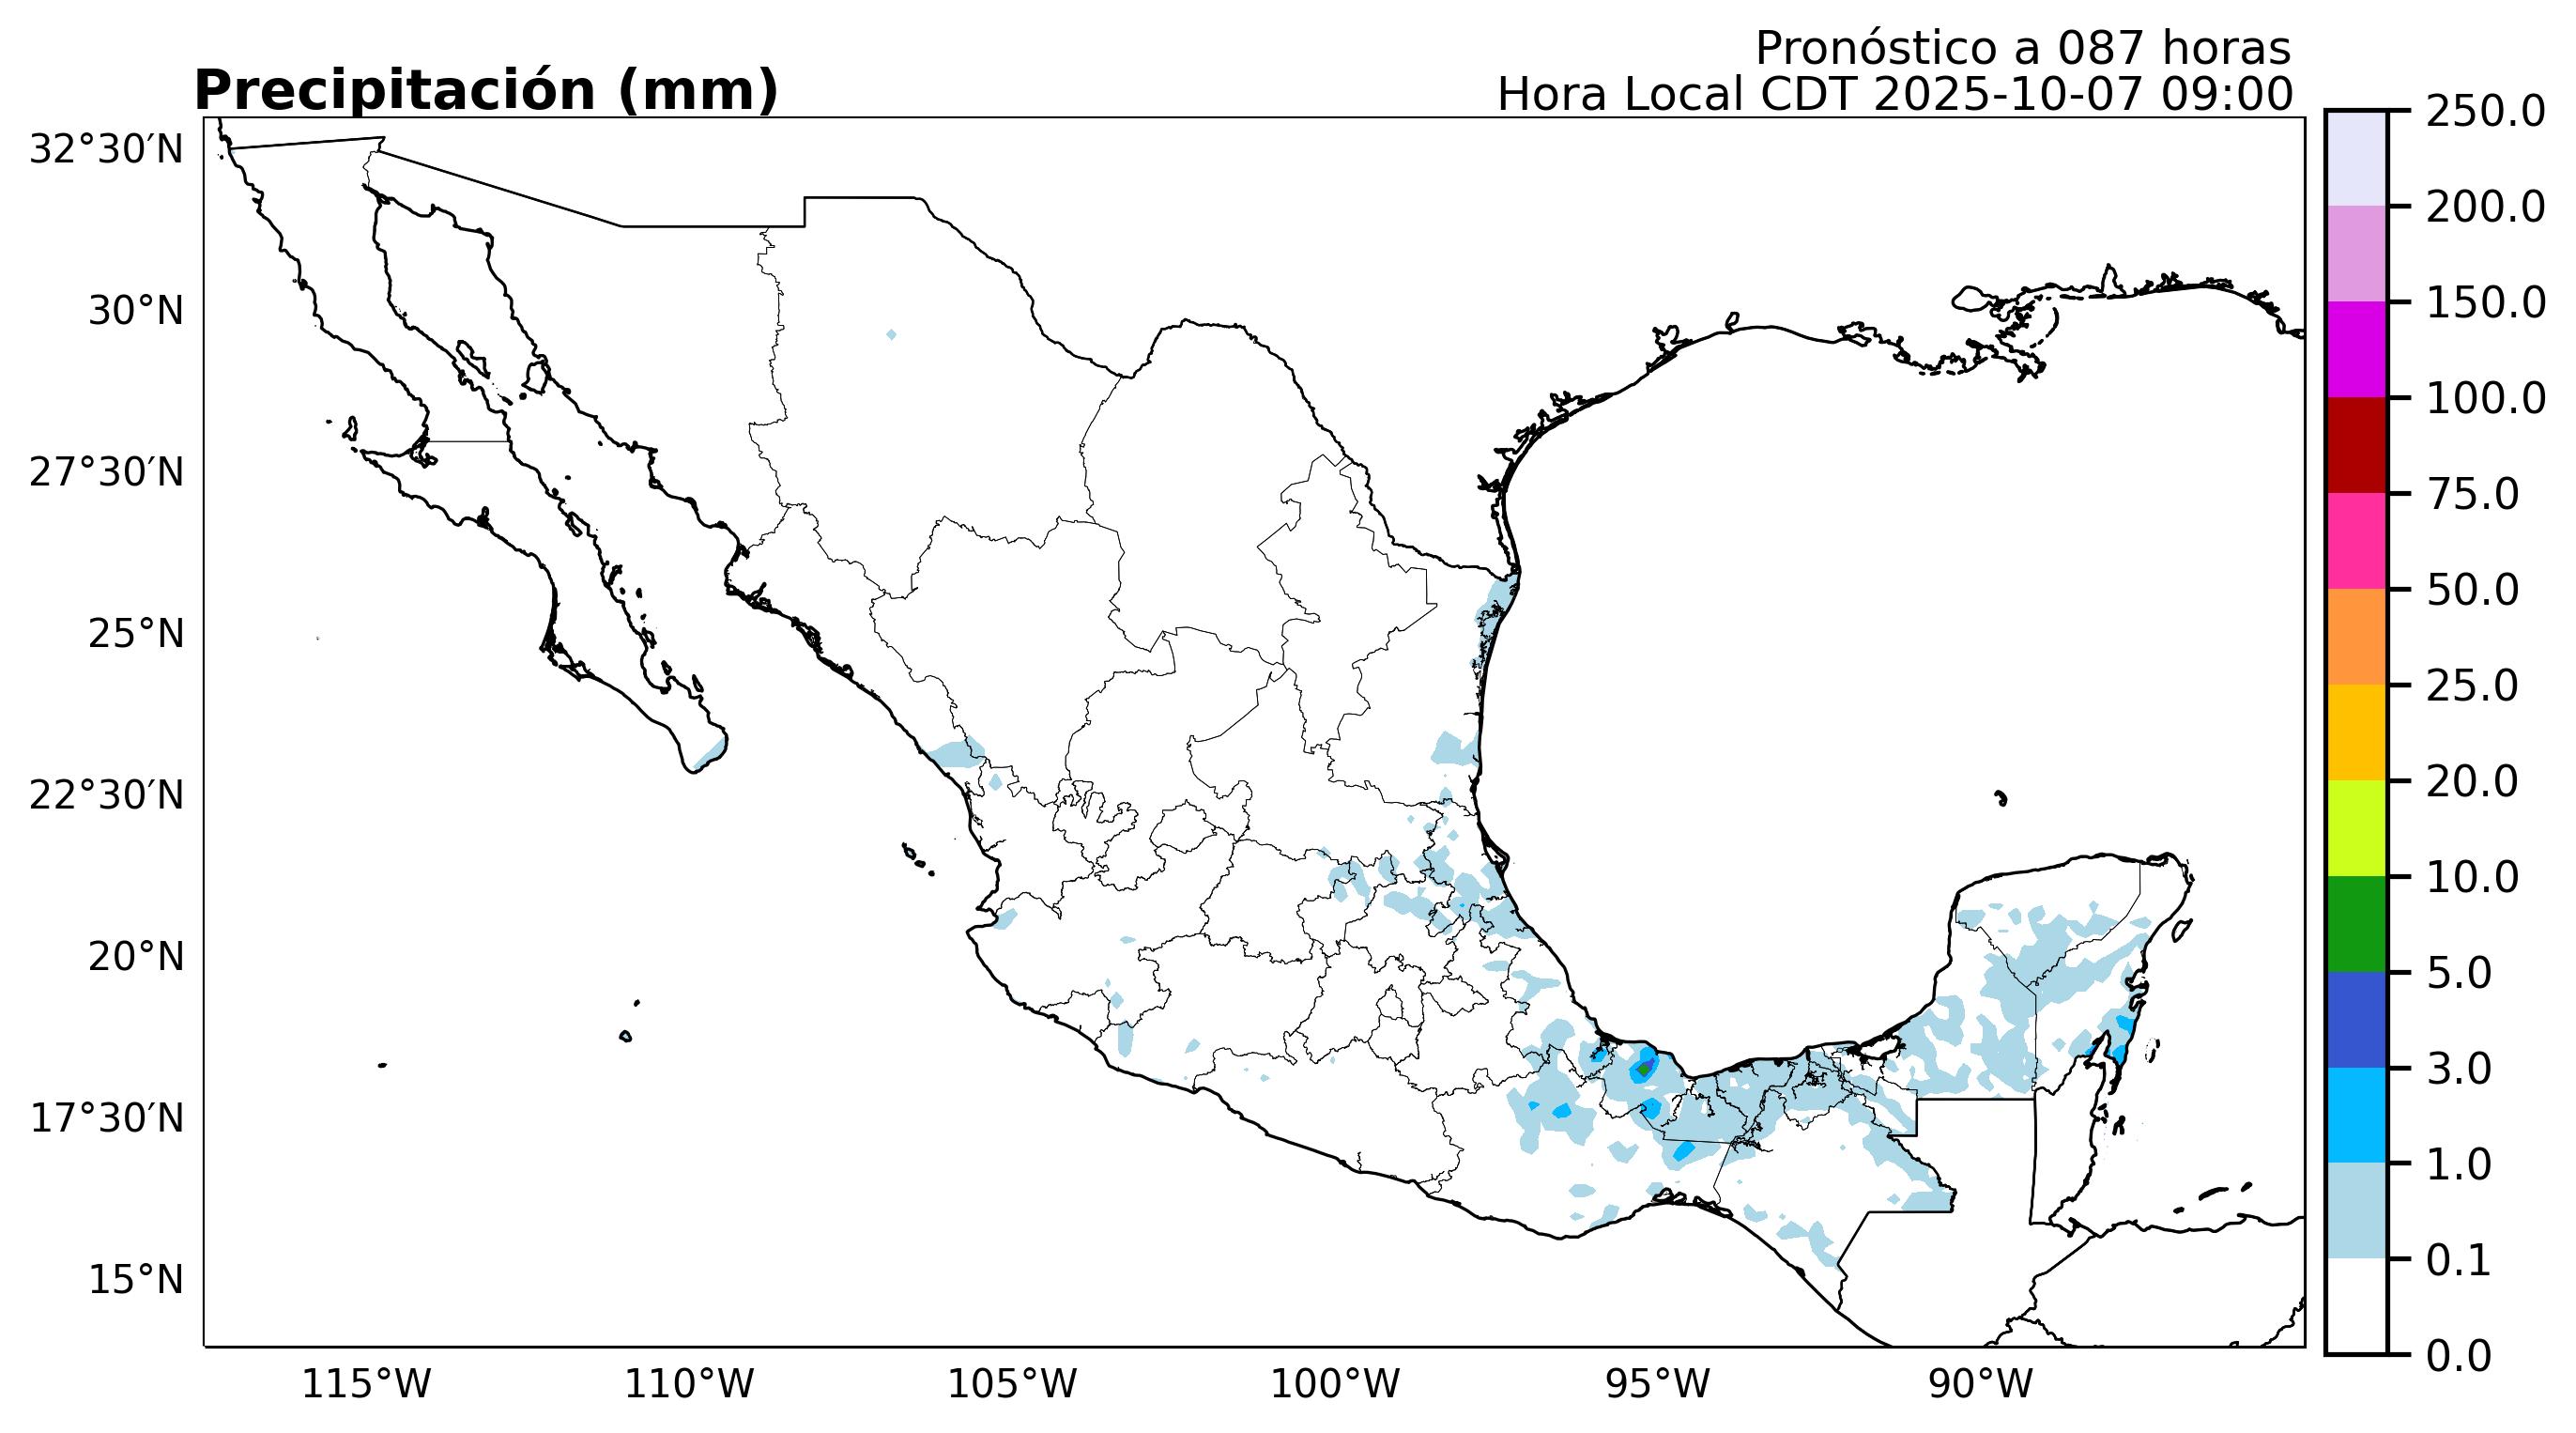 Pronóstico a 087 horas
Precipitación (mm)
Hora Local CDT 2025-10-07 09:00
32°30′N
30°N
27°30′N
25°N
22°30′N
20°N
17°30′N
15°N
115°W
110°W
105°W
100°W
95°W
90°W
250.0
200.0
150.0
100.0
75.0
50.0
25.0
20.0
10.0
5.0
3.0
1.0
0.1
0.0